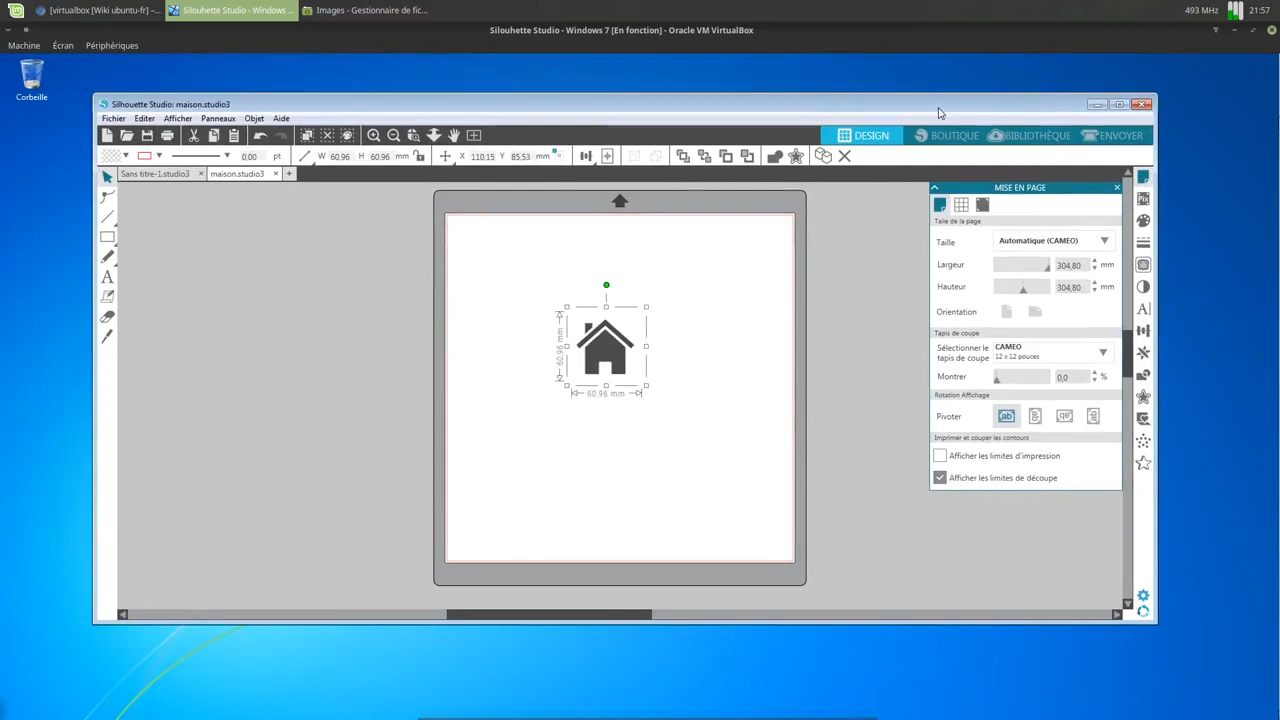 [virtualbox [Wiki ubuntu-fr] –... Silouhette Studio - Windows ... Images - Gestionnaire de fic... 493 MHz 21:57
Silouhette Studio - Windows 7 [En fonction] - Oracle VM VirtualBox
Machine Écran Périphériques
Corbeille
Silhouette Studio: maison.studio3
Fichier Editer Afficher Panneaux Objet Aide
DESIGN BOUTIQUE BIBLIOTHÈQUE ENVOYER
0.00 pt W 60.96 H 60.96 mm X 110.15 Y 85.53 mm
Sans titre-1.studio3 maison.studio3
MISE EN PAGE
Pix
Taille de la page
Taille Automatique (CAMEO)
Largeur 304,80 mm
Hauteur 304,80 mm
Orientation
Tapis de coupe
Sélectionner le tapis de coupe CAMEO
12 x 12 pouces
Montrer 0,0 %
Rotation Affichage
Pivoter ab ab ab ab
Imprimer et couper les contours
Afficher les limites d'impression
Afficher les limites de découpe
60.96 mm
60.96 mm
A
A